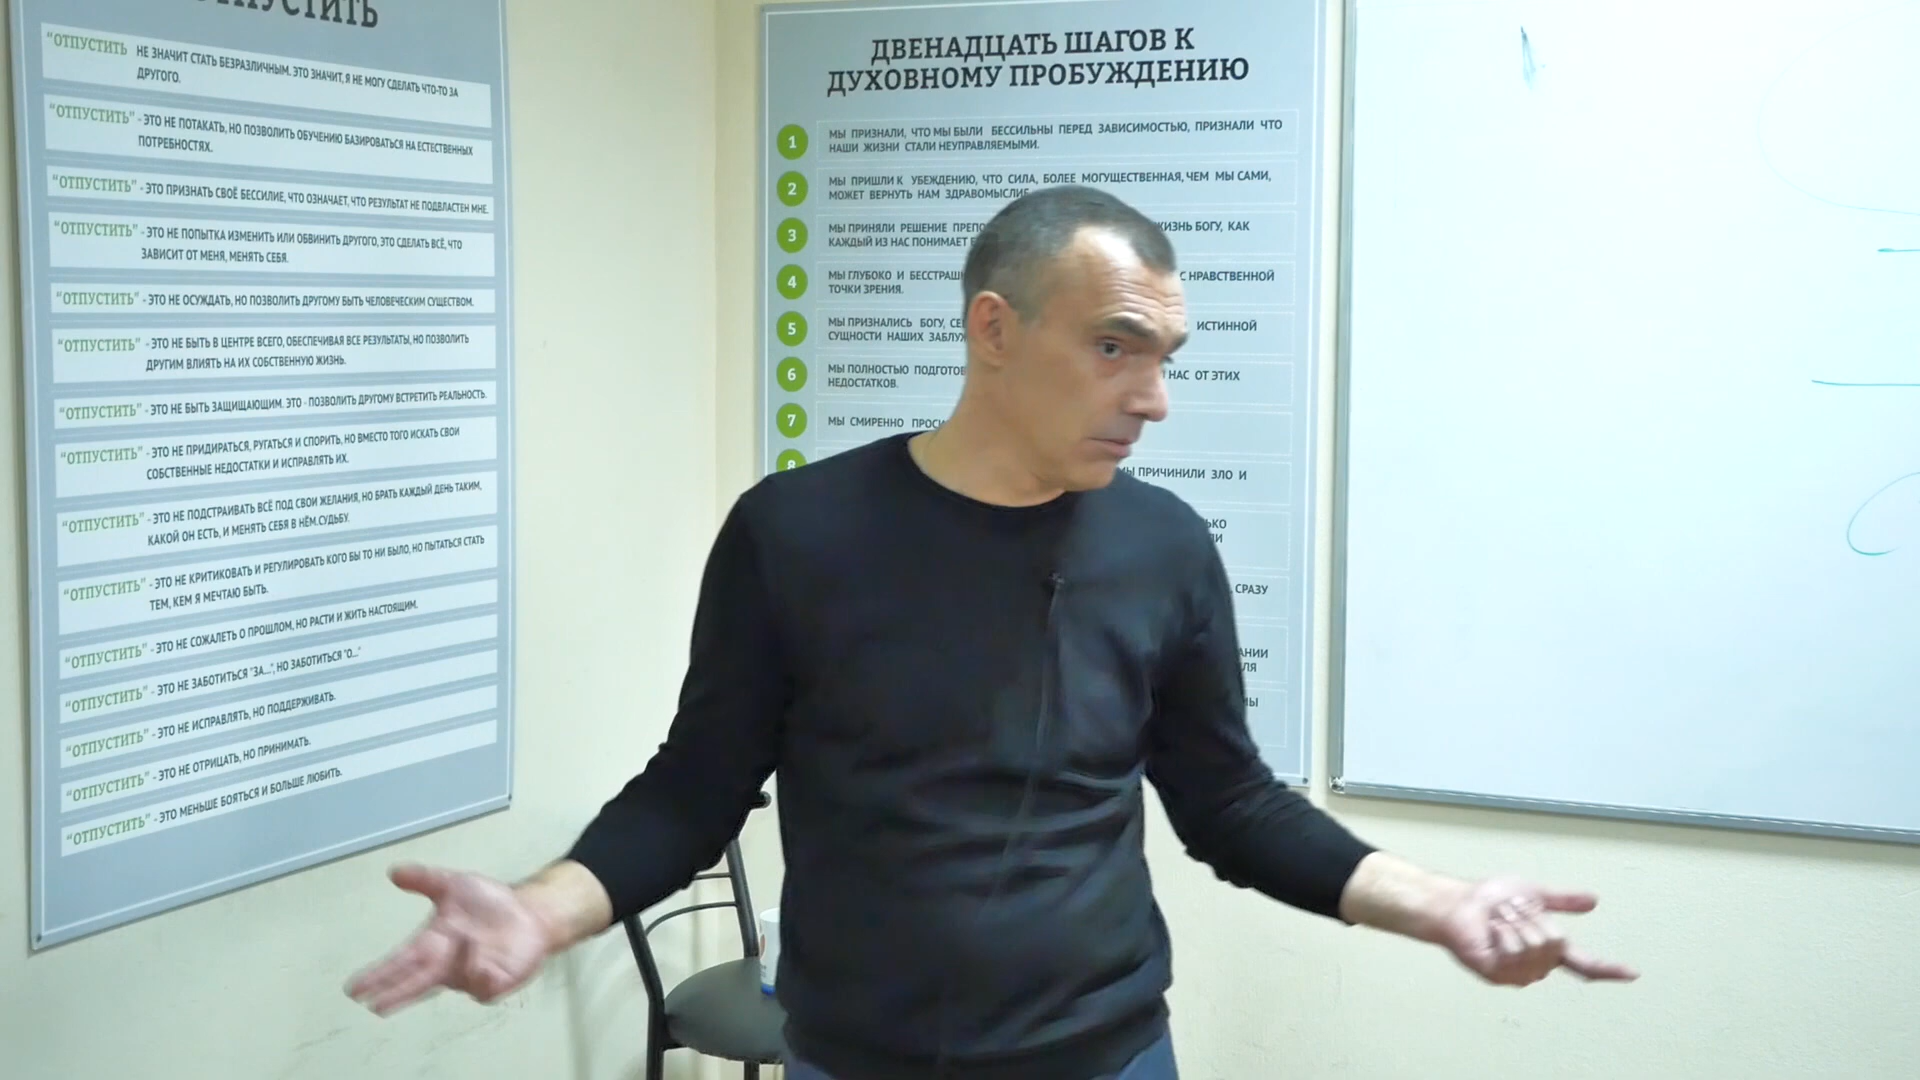 ОТПУСТИТЬ
"ОТПУСТИТЬ НЕ ЗНАЧИТ СТАТЬ БЕЗРАЗЛИЧНЫМ. ЭТО ЗНАЧИТ, Я НЕ МОГУ СДЕЛАТЬ ЧТО-ТО ЗА
ДРУГОГО.
"ОТПУСТИТЬ" - ЭТО НЕ ПОТАКАТЬ, НО ПОЗВОЛИТЬ ОБУЧЕНИЮ БАЗИРОВАТЬСЯ НА ЕСТЕСТВЕННЫХ
ПОТРЕБНОСТЯХ.
"ОТПУСТИТЬ" - ЭТО ПРИЗНАТЬ СВОЁ БЕССИЛИЕ, ЧТО ОЗНАЧАЕТ, ЧТО РЕЗУЛЬТАТ НЕ ПОДВЛАСТЕН МНЕ.
"ОТПУСТИТЬ" - ЭТО НЕ ПОПЫТКА ИЗМЕНИТЬ ИЛИ ОБВИНИТЬ ДРУГОГО, ЭТО СДЕЛАТЬ ВСЁ, ЧТО
ЗАВИСИТ ОТ МЕНЯ, МЕНЯТЬ СЕБЯ.
"ОТПУСТИТЬ" - ЭТО НЕ ОСУЖДАТЬ, НО ПОЗВОЛИТЬ ДРУГОМУ БЫТЬ ЧЕЛОВЕЧЕСКИМ СУЩЕСТВОМ.
"ОТПУСТИТЬ" - ЭТО НЕ БЫТЬ В ЦЕНТРЕ ВСЕГО, ОБЕСПЕЧИВАЯ ВСЕ РЕЗУЛЬТАТЫ, НО ПОЗВОЛИТЬ
ДРУГИМ ВЛИЯТЬ НА ИХ СОБСТВЕННУЮ ЖИЗНЬ.
"ОТПУСТИТЬ" - ЭТО НЕ БЫТЬ ЗАЩИЩАЮЩИМ. ЭТО - ПОЗВОЛИТЬ ДРУГОМУ ВСТРЕТИТЬ РЕАЛЬНОСТЬ.
"ОТПУСТИТЬ" - ЭТО НЕ ПРИДИРАТЬСЯ, РУГАТЬСЯ И СПОРИТЬ, НО ВМЕСТО ТОГО ИСКАТЬ СВОИ
СОБСТВЕННЫЕ НЕДОСТАТКИ И ИСПРАВЛЯТЬ ИХ.
"ОТПУСТИТЬ" - ЭТО НЕ ПОДСТРАИВАТЬ ВСЁ ПОД СВОИ ЖЕЛАНИЯ, НО БРАТЬ КАЖДЫЙ ДЕНЬ ТАКИМ,
КАКОЙ ОН ЕСТЬ, И МЕНЯТЬ СЕБЯ В НЁМ.СУДЬБУ.
"ОТПУСТИТЬ" - ЭТО НЕ КРИТИКОВАТЬ И РЕГУЛИРОВАТЬ КОГО БЫ ТО НИ БЫЛО, НО ПЫТАТЬСЯ СТАТЬ
ТЕМ, КЕМ Я МЕЧТАЮ БЫТЬ.
"ОТПУСТИТЬ" - ЭТО НЕ СОЖАЛЕТЬ О ПРОШЛОМ, НО РАСТИ И ЖИТЬ НАСТОЯЩИМ.
"ОТПУСТИТЬ" - ЭТО НЕ ЗАБОТИТЬСЯ "ЗА...", НО ЗАБОТИТЬСЯ "О..."
"ОТПУСТИТЬ" - ЭТО НЕ ИСПРАВЛЯТЬ, НО ПОДДЕРЖИВАТЬ.
"ОТПУСТИТЬ" - ЭТО НЕ ОТРИЦАТЬ, НО ПРИНИМАТЬ.
"ОТПУСТИТЬ" - ЭТО МЕНЬШЕ БОЯТЬСЯ И БОЛЬШЕ ЛЮБИТЬ.
ДВЕНАДЦАТЬ ШАГОВ К
ДУХОВНОМУ ПРОБУЖДЕНИЮ
1 МЫ ПРИЗНАЛИ, ЧТО МЫ БЫЛИ БЕССИЛЬНЫ ПЕРЕД ЗАВИСИМОСТЬЮ, ПРИЗНАЛИ ЧТО
НАШИ ЖИЗНИ СТАЛИ НЕУПРАВЛЯЕМЫМИ.
2 МЫ ПРИШЛИ К УБЕЖДЕНИЮ, ЧТО СИЛА, БОЛЕЕ МОГУЩЕСТВЕННАЯ, ЧЕМ МЫ САМИ,
МОЖЕТ ВЕРНУТЬ НАМ ЗДРАВОМЫСЛИЕ
3 МЫ ПРИНЯЛИ РЕШЕНИЕ ЖИЗНЬ БОГУ, КАК
КАЖДЫЙ ИЗ НАС ПОНИМАЕТ
4 МЫ ГЛУБОКО И С НРАВСТВЕННОЙ
ТОЧКИ ЗРЕНИЯ.
5 МЫ ПРИЗНАЛИСЬ БОГУ, ИСТИННОЙ
СУЩНОСТИ НАШИХ
6 МЫ ПОЛНОСТЬЮ НАС ОТ ЭТИХ
НЕДОСТАТКОВ.
7 МЫ СМИРЕННО
8 МЫ ПРИЧИНИЛИ ЗЛО И
СРАЗУ